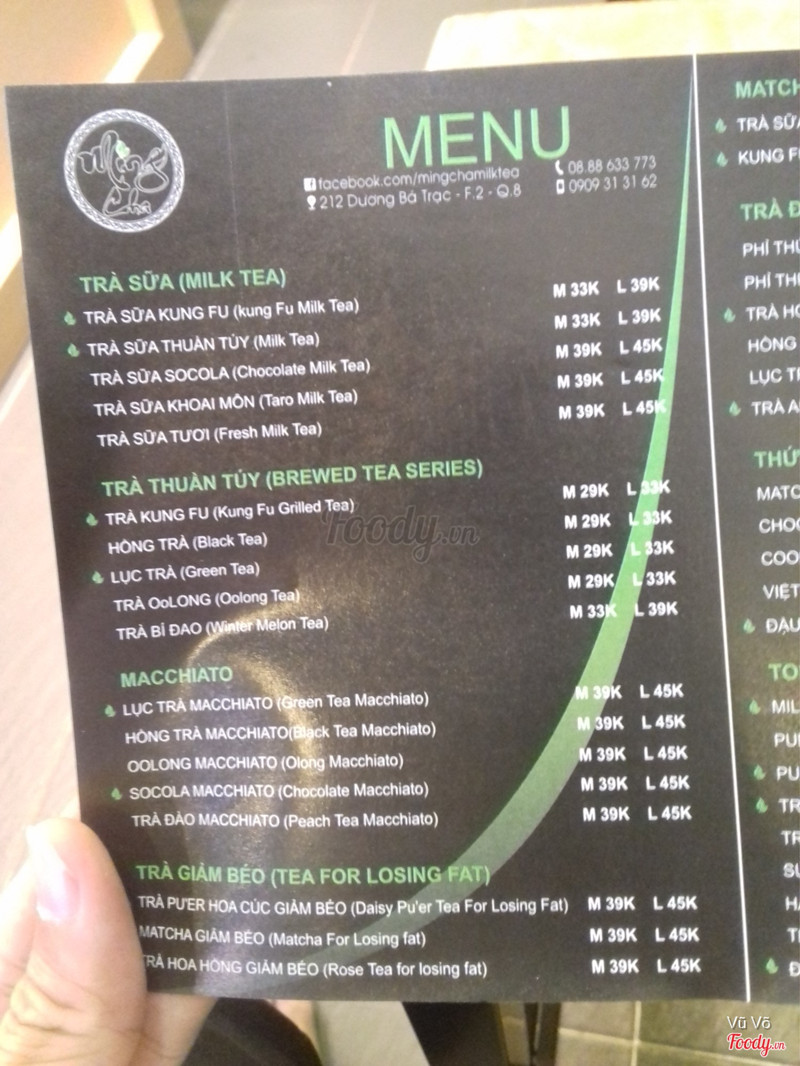 Ming Cha
MENU
facebook.com/mingchamilktea
08.88 633 773
212 Dương Bá Trạc - F.2 - Q.8
0909 31 31 62
TRÀ SỮA (MILK TEA)
TRÀ SỮA KUNG FU (kung Fu Milk Tea) M 33K L 39K
TRÀ SỮA THUẦN TÚY (Milk Tea) M 33K L 39K
TRÀ SỮA SOCOLA (Chocolate Milk Tea) M 39K L 45K
TRÀ SỮA KHOAI MÔN (Taro Milk Tea) M 39K L 45K
TRÀ SỮA TƯƠI (Fresh Milk Tea) M 39K L 45K
TRÀ THUẦN TÚY (BREWED TEA SERIES)
TRÀ KUNG FU (Kung Fu Grilled Tea) M 29K L 33K
HỒNG TRÀ (Black Tea) M 29K L 33K
LỤC TRÀ (Green Tea) M 29K L 33K
TRÀ OoLONG (Oolong Tea) M 29K L 33K
TRÀ BÍ ĐAO (Winter Melon Tea) M 33K L 39K
MACCHIATO
LỤC TRÀ MACCHIATO (Green Tea Macchiato) M 39K L 45K
HỒNG TRÀ MACCHIATO(Black Tea Macchiato) M 39K L 45K
OOLONG MACCHIATO (Olong Macchiato) M 39K L 45K
SOCOLA MACCHIATO (Chocolate Macchiato) M 39K L 45K
TRÀ ĐÀO MACCHIATO (Peach Tea Macchiato) M 39K L 45K
TRÀ GIẢM BÉO (TEA FOR LOSING FAT)
TRÀ PU'ER HOA CÚC GIẢM BÉO (Daisy Pu'er Tea For Losing Fat) M 39K L 45K
MATCHA GIẢM BÉO (Matcha For Losing fat) M 39K L 45K
TRÀ HOA HỒNG GIẢM BÉO (Rose Tea for losing fat) M 39K L 45K
MATCH
TRÀ SỮA
KUNG F
TRÀ Đ
PHỈ THÚ
PHỈ TH
TRÀ HO
HỒNG
LỤC T
TRÀ
THỨ
MATC
CHO
COO
VIỆT
ĐẬU
TO
MIL
PU
PU
TR
TR
Foody.vn
Vũ Võ
Foody.vn